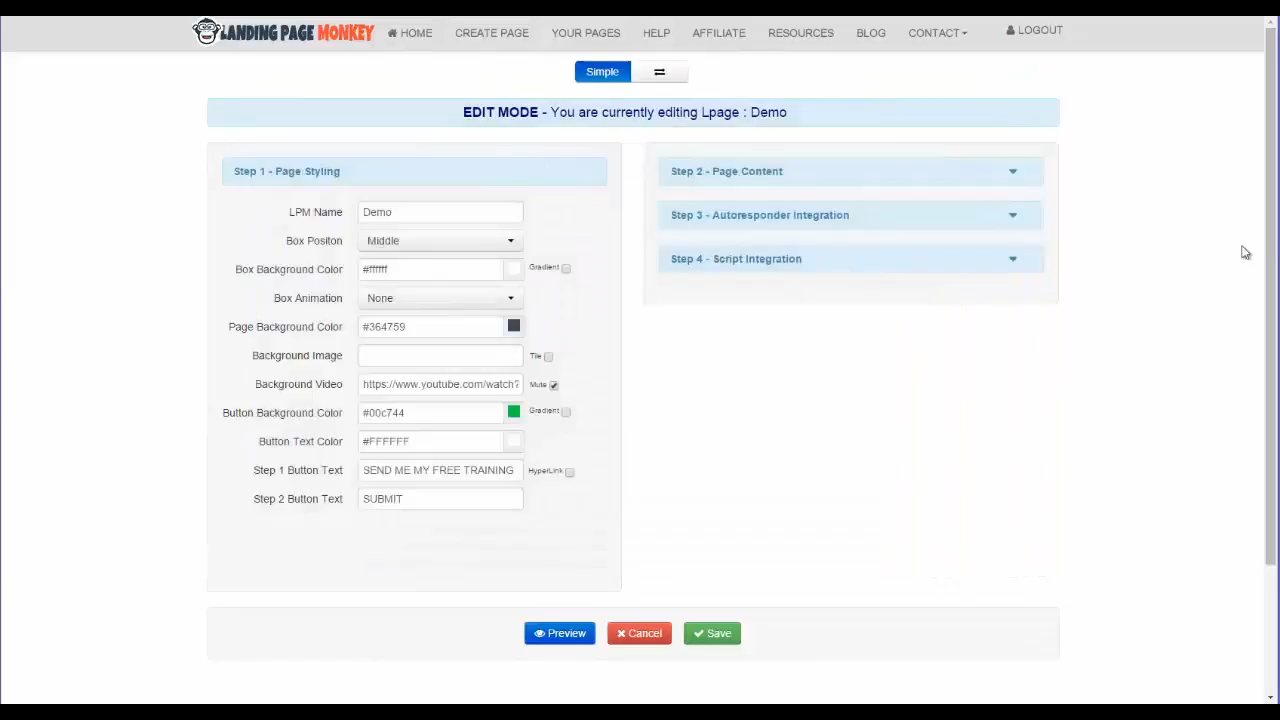 LANDING PAGE MONKEY HOME CREATE PAGE YOUR PAGES HELP AFFILIATE RESOURCES BLOG CONTACT LOGOUT
Simple
EDIT MODE - You are currently editing Lpage : Demo
Step 1 - Page Styling
LPM Name Demo
Box Positon Middle
Box Background Color #ffffff Gradient
Box Animation None
Page Background Color #364759
Background Image Tile
Background Video https://www.youtube.com/watch? Mute
Button Background Color #00c744 Gradient
Button Text Color #FFFFFF
Step 1 Button Text SEND ME MY FREE TRAINING HyperLink
Step 2 Button Text SUBMIT
Step 2 - Page Content
Step 3 - Autoresponder Integration
Step 4 - Script Integration
Preview Cancel Save